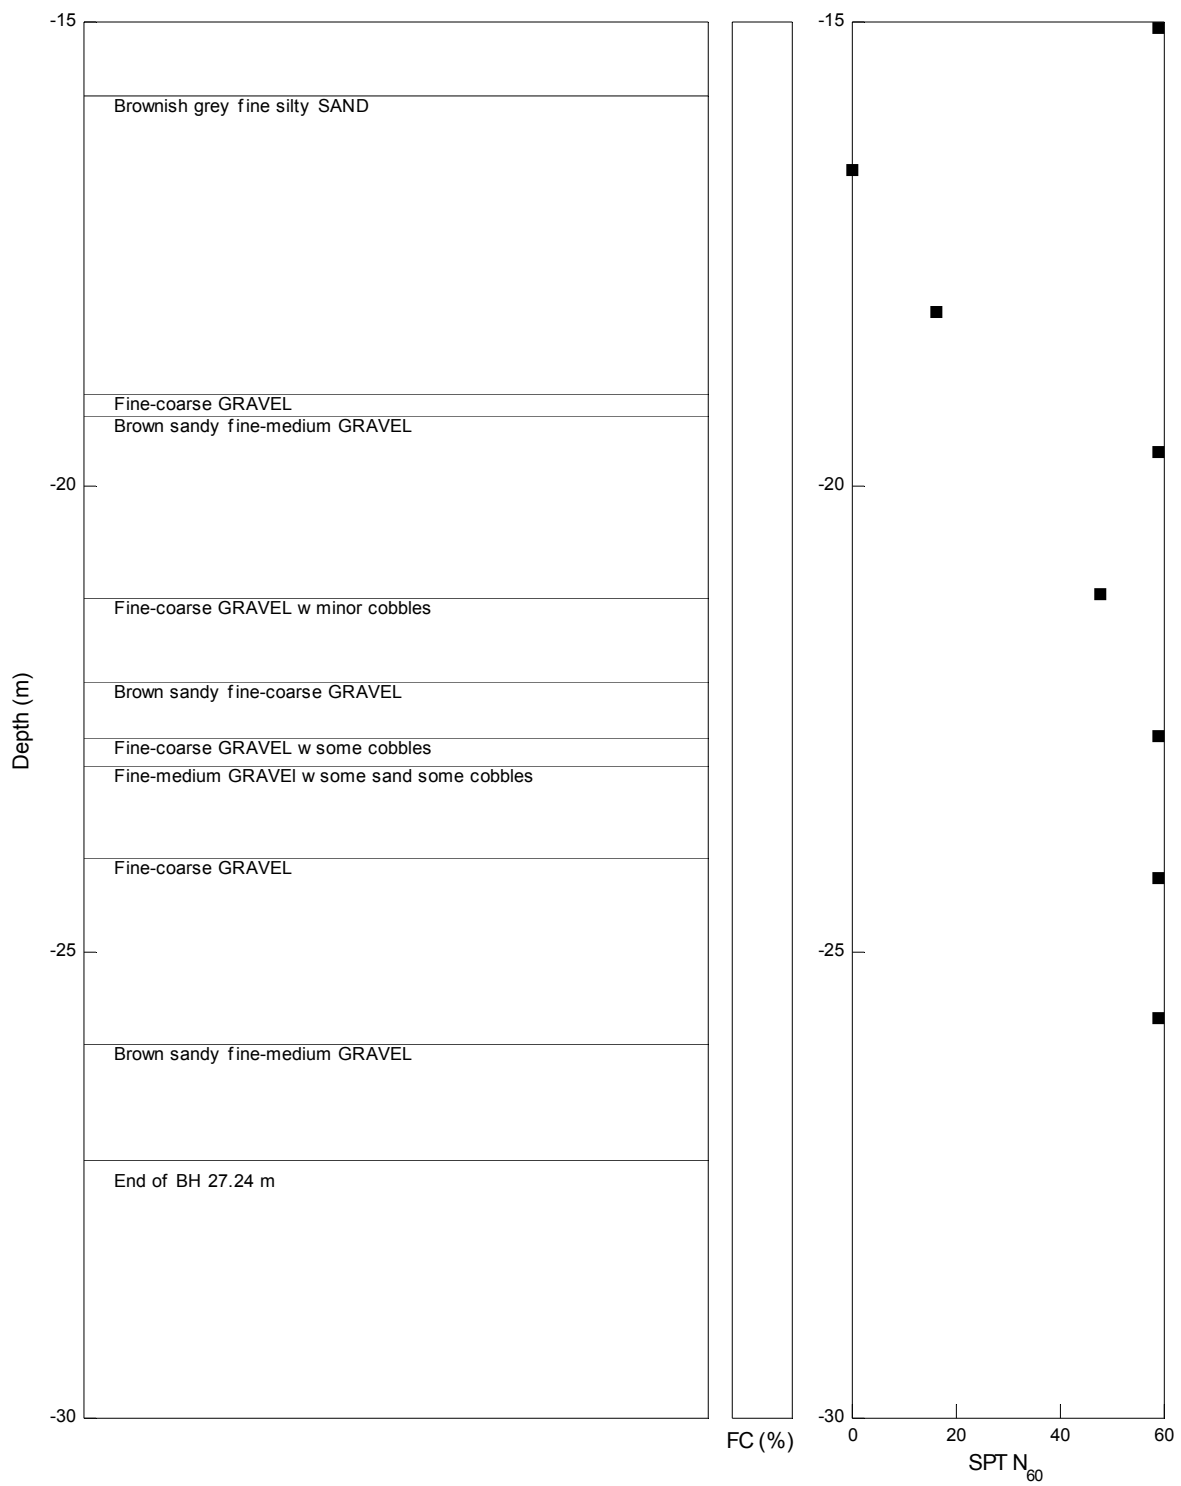 -15
Brownish grey fine silty SAND
Fine-coarse GRAVEL
Brown sandy fine-medium GRAVEL
-20
Fine-coarse GRAVEL w minor cobbles
Brown sandy fine-coarse GRAVEL
Fine-coarse GRAVEL w some cobbles
Fine-medium GRAVEl w some sand some cobbles
Fine-coarse GRAVEL
-25
Brown sandy fine-medium GRAVEL
End of BH 27.24 m
-30
Depth (m)
FC (%)
-15
-20
-25
-30
0 20 40 60
SPT N60